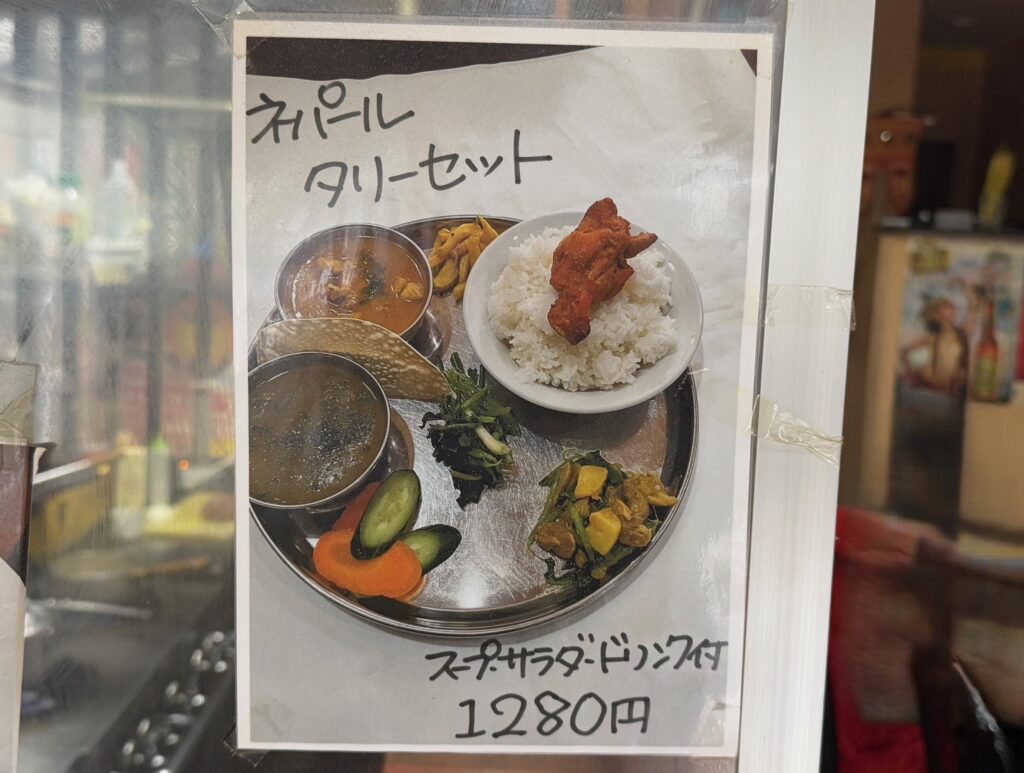 ネパール
タリーセット
スープ・サラダ・ドリンク付
1280円